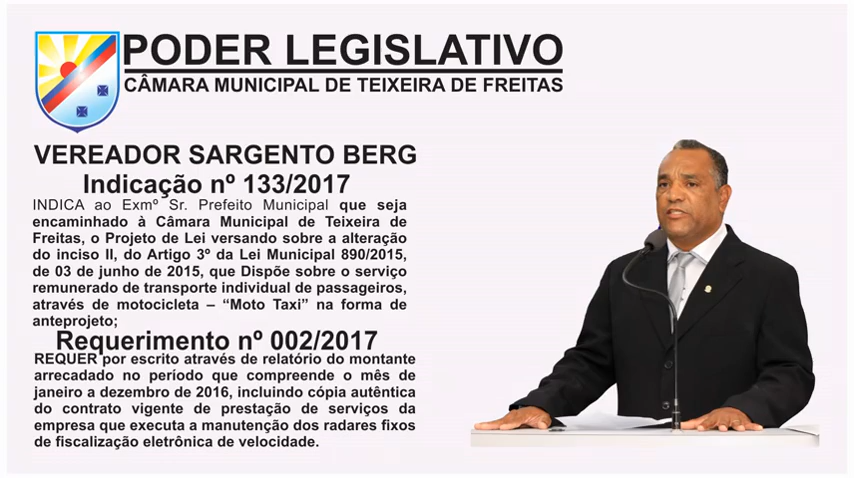 PODER LEGISLATIVO
CÂMARA MUNICIPAL DE TEIXEIRA DE FREITAS
VEREADOR SARGENTO BERG
Indicação nº 133/2017
INDICA ao Exmº Sr. Prefeito Municipal que seja
encaminhado à Câmara Municipal de Teixeira de
Freitas, o Projeto de Lei versando sobre a alteração
do inciso II, do Artigo 3º da Lei Municipal 890/2015,
de 03 de junho de 2015, que Dispõe sobre o serviço
remunerado de transporte individual de passageiros,
através de motocicleta – “Moto Taxi” na forma de
anteprojeto;
Requerimento nº 002/2017
REQUER por escrito através de relatório do montante
arrecadado no período que compreende o mês de
janeiro a dezembro de 2016, incluindo cópia autêntica
do contrato vigente de prestação de serviços da
empresa que executa a manutenção dos radares fixos
de fiscalização eletrônica de velocidade.